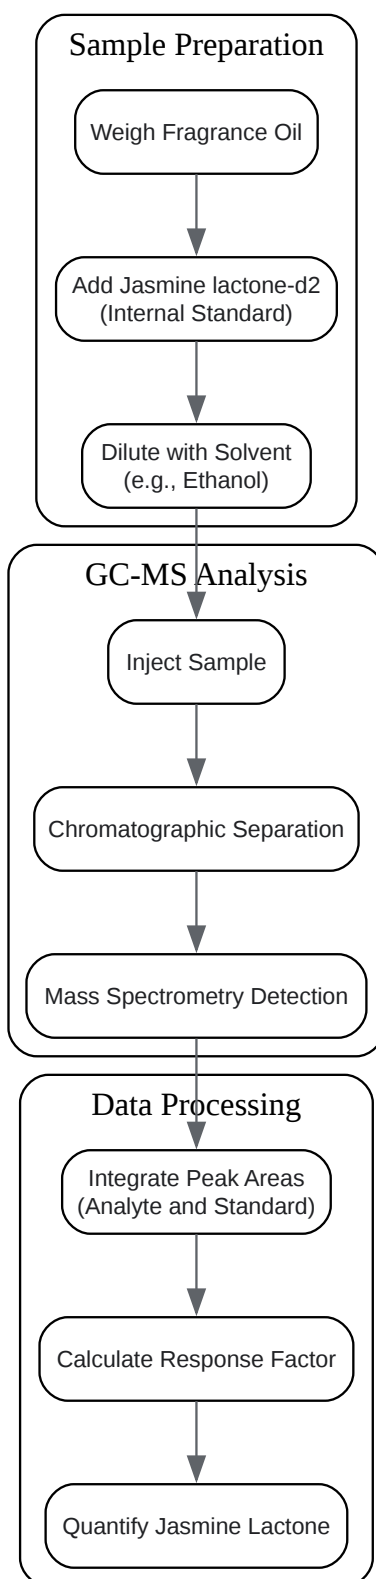 Sample Preparation
Weigh Fragrance Oil
Add Jasmine lactone-d2
(Internal Standard)
Dilute with Solvent
(e.g., Ethanol)
GC-MS Analysis
Inject Sample
Chromatographic Separation
Mass Spectrometry Detection
Data Processing
Integrate Peak Areas
(Analyte and Standard)
Calculate Response Factor
Quantify Jasmine Lactone